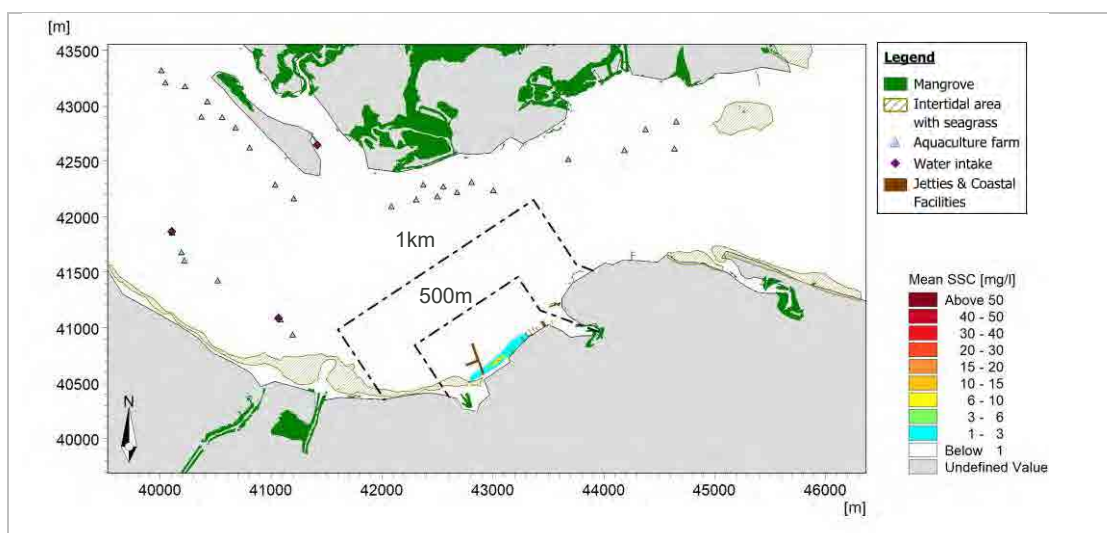 [m]
43500
43000
42500
42000
41500
41000
40500
40000
40000 41000 42000 43000 44000 45000 46000
[m]
1km
500m
N
Legend
Mangrove
Intertidal area
with seagrass
Aquaculture farm
Water intake
Jetties & Coastal
Facilities
Mean SSC [mg/l]
Above 50
40 - 50
30 - 40
20 - 30
15 - 20
10 - 15
6 - 10
3 - 6
1 - 3
Below 1
Undefined Value